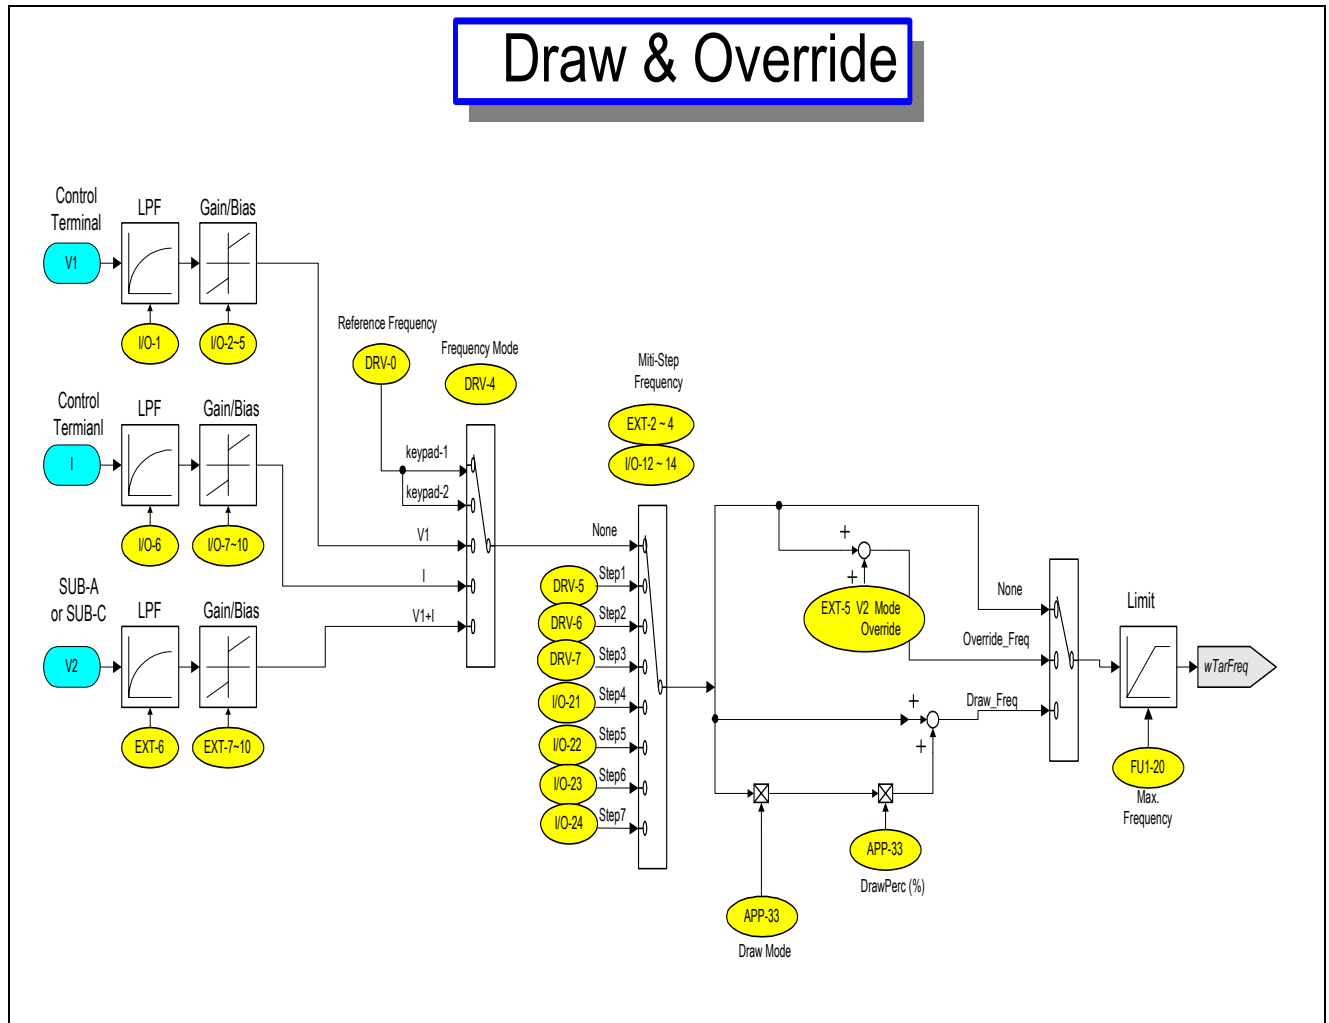 Draw & Override
Control
Terminal
LPF
Gain/Bias
V1
I/O-1
I/O-2~5
Reference Frequency
DRV-0
Frequency Mode
DRV-4
Miti-Step
Frequency
EXT-2 ~ 4
I/O-12 ~ 14
Control
Termianl
LPF
Gain/Bias
I
I/O-6
I/O-7~10
keypad-1
keypad-2
V1
I
V1+I
SUB-A
or SUB-C
LPF
Gain/Bias
V2
EXT-6
EXT-7~10
None
DRV-5
Step1
DRV-6
Step2
DRV-7
Step3
I/O-21
Step4
I/O-22
Step5
I/O-23
Step6
I/O-24
Step7
+
+
EXT-5 V2 Mode
Override
None
Override_Freq
Draw_Freq
+
+
APP-33
DrawPerc (%)
APP-33
Draw Mode
Limit
wTarFreq
FU1-20
Max.
Frequency